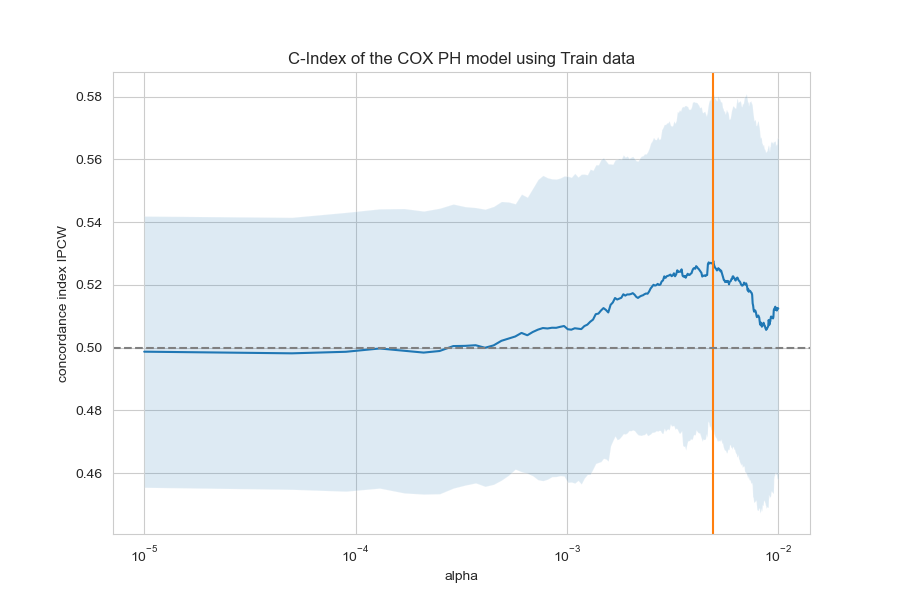 C-Index of the COX PH model using Train data
concordance index IPCW
0.58
0.56
0.54
0.52
0.50
0.48
0.46
10⁻⁵ 10⁻⁴ 10⁻³ 10⁻²
alpha